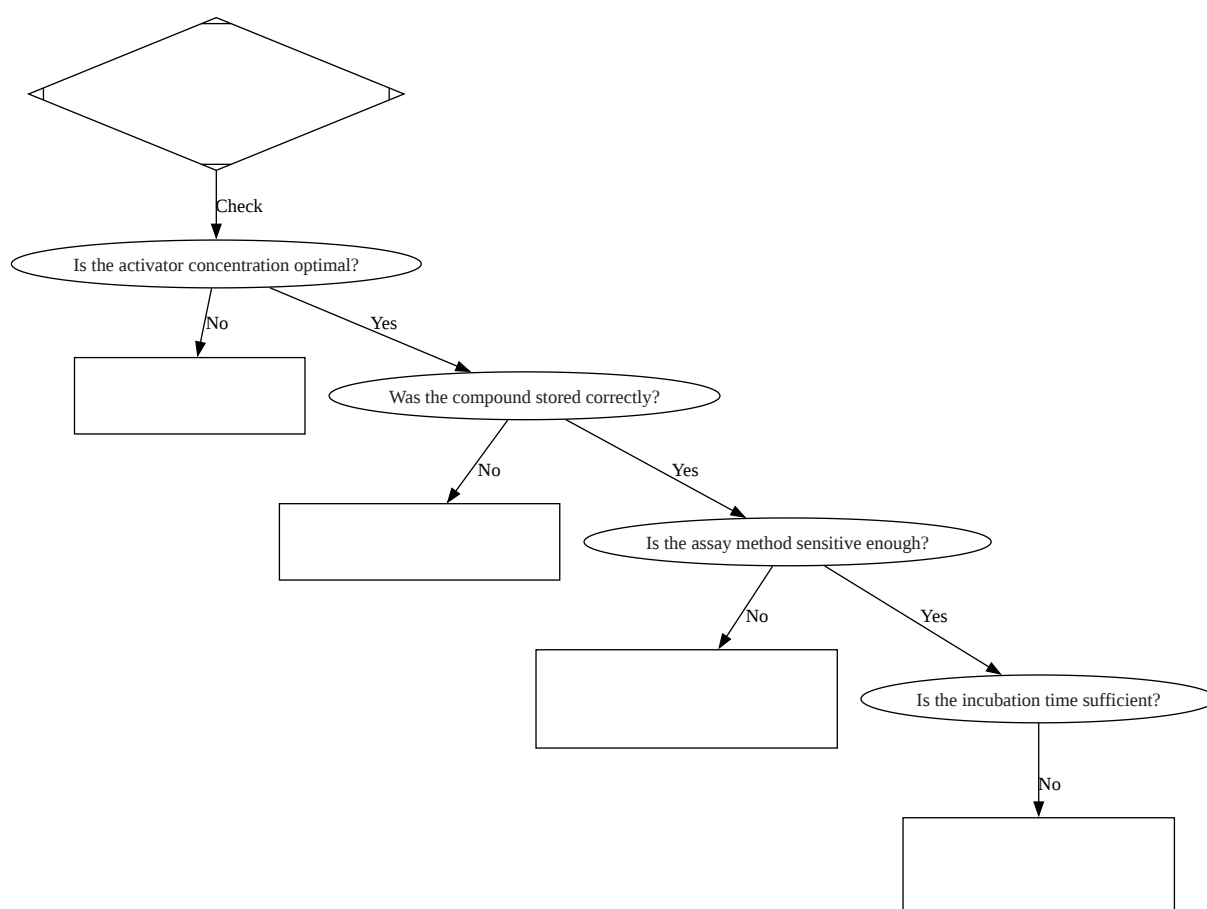 Check
Is the activator concentration optimal?
No
Yes
Was the compound stored correctly?
No
Yes
Is the assay method sensitive enough?
No
Yes
Is the incubation time sufficient?
No